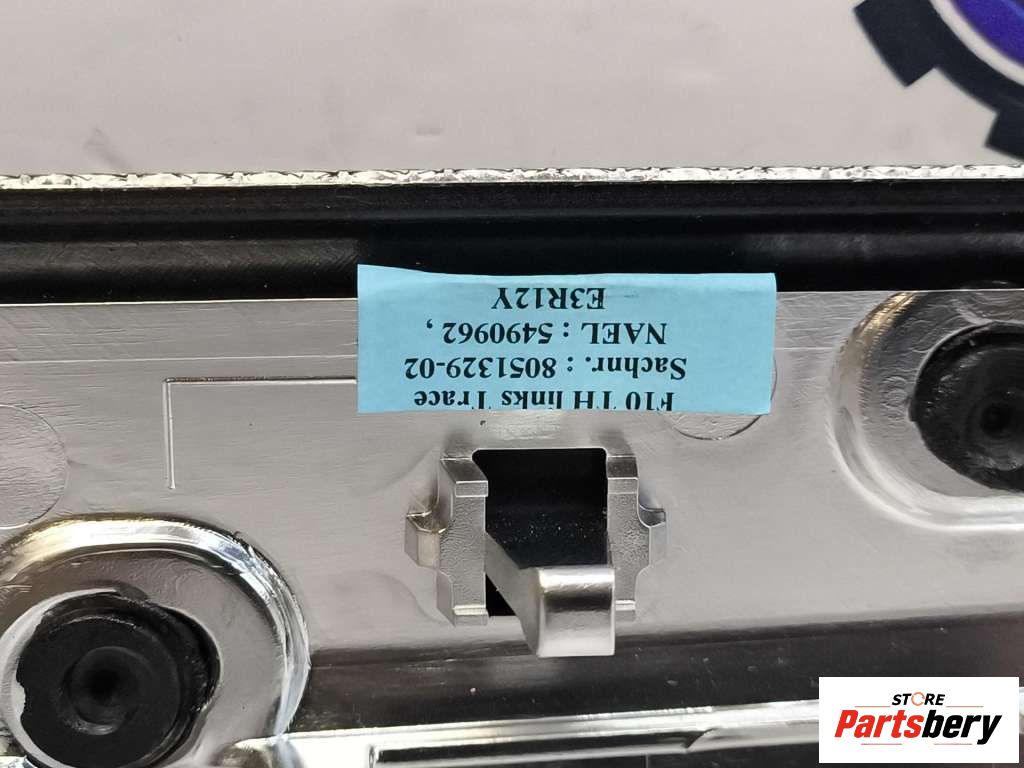 F10 TH links Trace
Sachnr. : 8051329-02
NAEL : 5490962 ,
E3R12Y
STORE
Partsbery